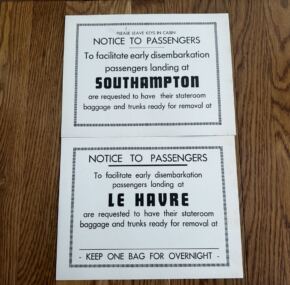 PLEASE LEAVE KEYS IN CABIN
NOTICE TO PASSENGERS
To facilitate early disembarkation
passengers landing at
SOUTHAMPTON
are requested to have their stateroom
baggage and trunks ready for removal at
NOTICE TO PASSENGERS
To facilitate early disembarkation
passengers landing at
LE HAVRE
are requested to have their stateroom
baggage and trunks ready for removal at
- KEEP ONE BAG FOR OVERNIGHT -